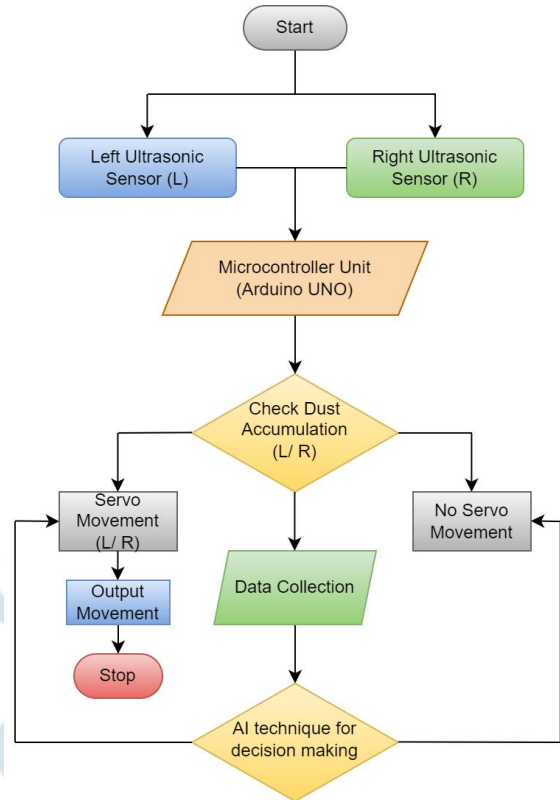 Start
Left Ultrasonic
Sensor (L)
Right Ultrasonic
Sensor (R)
Microcontroller Unit
(Arduino UNO)
Check Dust
Accumulation
(L/ R)
Servo
Movement
(L/ R)
No Servo
Movement
Output
Movement
Data Collection
Stop
AI technique for
decision making